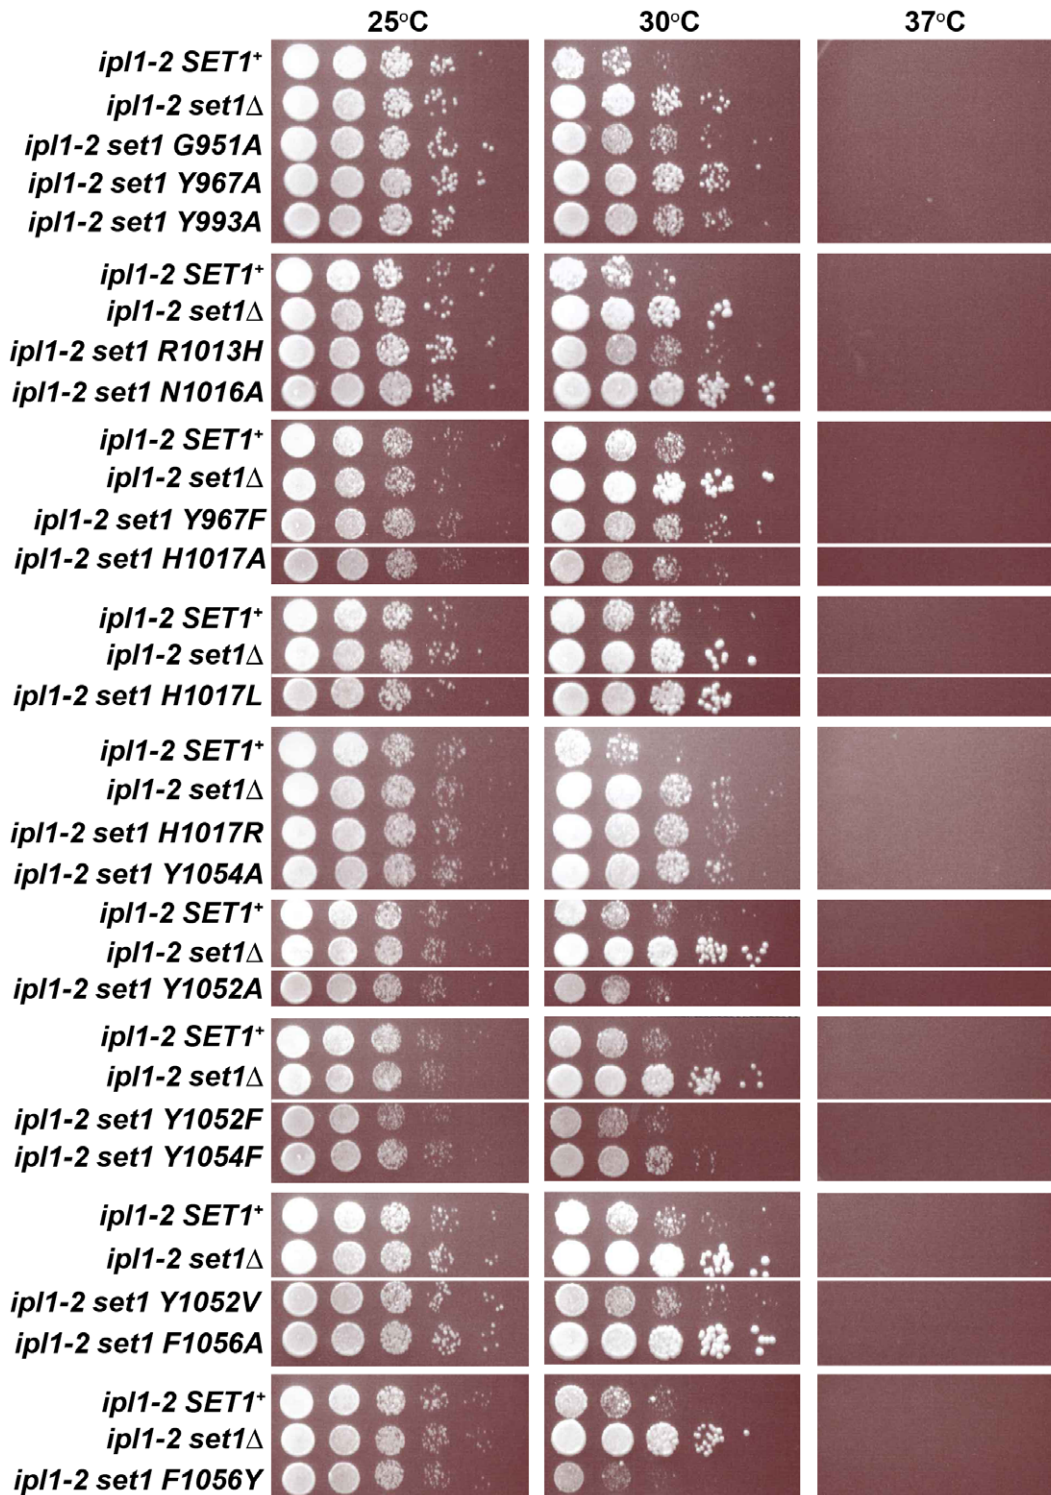 25°C 30°C 37°C
ipl1-2 SET1⁺
ipl1-2 set1Δ
ipl1-2 set1 G951A
ipl1-2 set1 Y967A
ipl1-2 set1 Y993A
ipl1-2 SET1⁺
ipl1-2 set1Δ
ipl1-2 set1 R1013H
ipl1-2 set1 N1016A
ipl1-2 SET1⁺
ipl1-2 set1Δ
ipl1-2 set1 Y967F
ipl1-2 set1 H1017A
ipl1-2 SET1⁺
ipl1-2 set1Δ
ipl1-2 set1 H1017L
ipl1-2 SET1⁺
ipl1-2 set1Δ
ipl1-2 set1 H1017R
ipl1-2 set1 Y1054A
ipl1-2 SET1⁺
ipl1-2 set1Δ
ipl1-2 set1 Y1052A
ipl1-2 SET1⁺
ipl1-2 set1Δ
ipl1-2 set1 Y1052F
ipl1-2 set1 Y1054F
ipl1-2 SET1⁺
ipl1-2 set1Δ
ipl1-2 set1 Y1052V
ipl1-2 set1 F1056A
ipl1-2 SET1⁺
ipl1-2 set1Δ
ipl1-2 set1 F1056Y